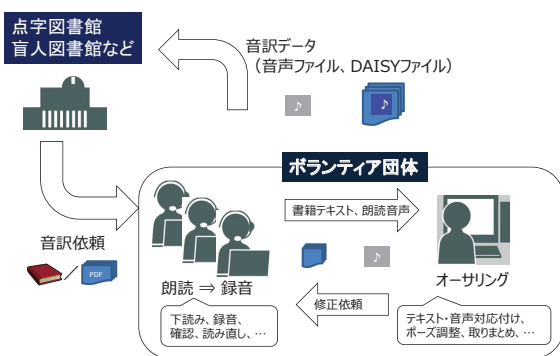 点字図書館
盲人図書館など
音訳データ
（音声ファイル、DAISYファイル）
♪
♪
ボランティア団体
書籍テキスト、朗読音声
音訳依頼
／
PDF
♪
朗読 ⇒ 録音
オーサリング
修正依頼
下読み、録音、
確認、読み直し、…
テキスト・音声対応付け、
ポーズ調整、取りまとめ、…